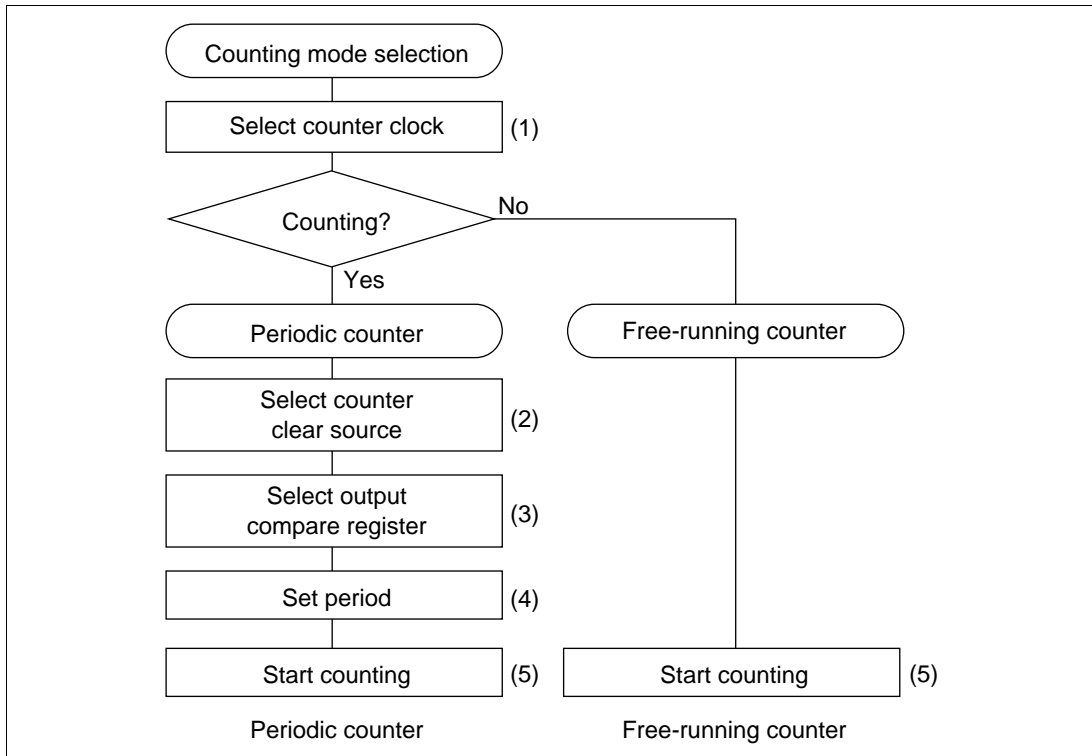 Counting mode selection
Select counter clock
(1)
Counting?
No
Yes
Periodic counter
Free-running counter
Select counter
clear source
(2)
Select output
compare register
(3)
Set period
(4)
Start counting
(5)
Start counting
(5)
Periodic counter
Free-running counter